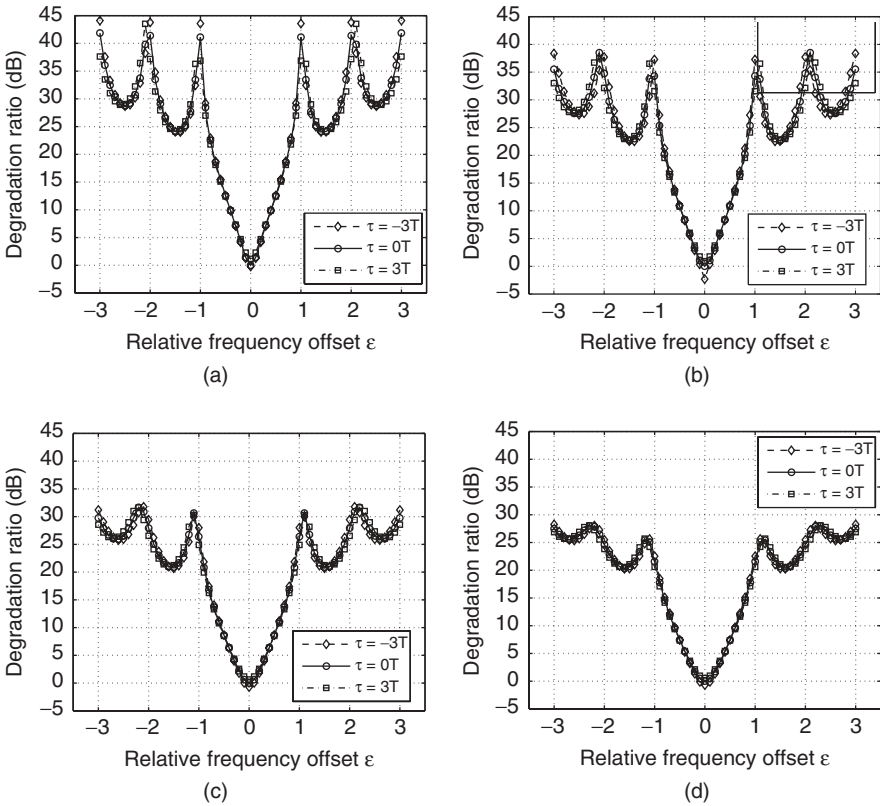 Degradation ratio (dB)
45
40
35
30
25
20
15
10
5
0
−5
τ = −3T
τ = 0T
τ = 3T
−3 −2 −1 0 1 2 3
Relative frequency offset ε
(a)
Degradation ratio (dB)
45
40
35
30
25
20
15
10
5
0
−5
τ = −3T
τ = 0T
τ = 3T
−3 −2 −1 0 1 2 3
Relative frequency offset ε
(b)
Degradation ratio (dB)
45
40
35
30
25
20
15
10
5
0
−5
τ = −3T
τ = 0T
τ = 3T
−3 −2 −1 0 1 2 3
Relative frequency offset ε
(c)
Degradation ratio (dB)
45
40
35
30
25
20
15
10
5
0
−5
τ = −3T
τ = 0T
τ = 3T
−3 −2 −1 0 1 2 3
Relative frequency offset ε
(d)